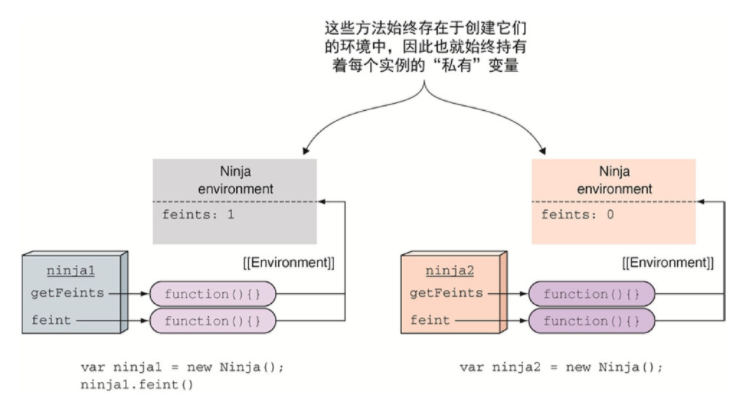 这些方法始终存在于创建它们
的环境中，因此也就始终持有
着每个实例的“私有”变量
Ninja
environment
feints: 1
[[Environment]]
ninja1
getFeints
function(){}
feint
function(){}
var ninja1 = new Ninja();
ninja1.feint()
Ninja
environment
feints: 0
[[Environment]]
ninja2
getFeints
function(){}
feint
function(){}
var ninja2 = new Ninja();